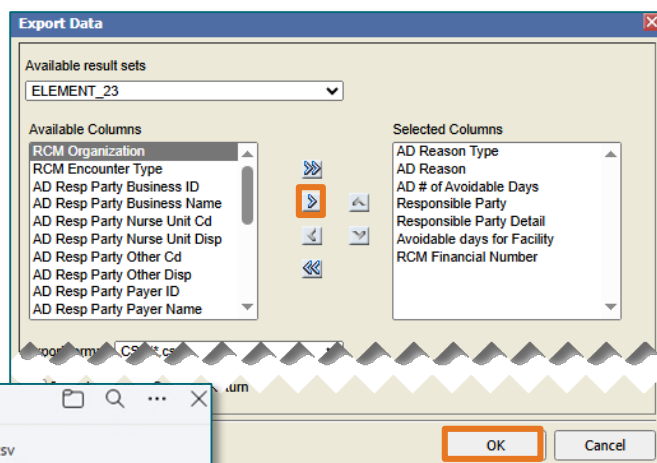 Export Data
Available result sets
ELEMENT_23
Available Columns
RCM Organization
RCM Encounter Type
AD Resp Party Business ID
AD Resp Party Business Name
AD Resp Party Nurse Unit Cd
AD Resp Party Nurse Unit Disp
AD Resp Party Other Cd
AD Resp Party Other Disp
AD Resp Party Payer ID
AD Resp Party Payer Name
Selected Columns
AD Reason Type
AD Reason
AD # of Avoidable Days
Responsible Party
Responsible Party Detail
Avoidable days for Facility
RCM Financial Number
OK
Cancel